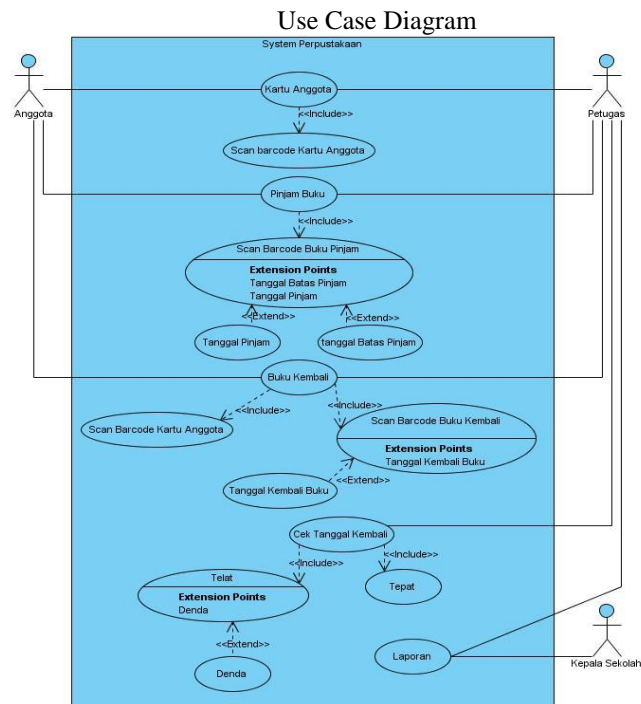 Use Case Diagram
System Perpustakaan
Anggota
Petugas
Kartu Anggota
<<Include>>
Scan barcode Kartu Anggota
Pinjam Buku
<<Include>>
Scan Barcode Buku Pinjam
Extension Points
Tanggal Batas Pinjam
Tanggal Pinjam
<<Extend>>
<<Extend>>
Tanggal Pinjam
tanggal Batas Pinjam
Buku Kembali
<<Include>>
<<Include>>
Scan Barcode Kartu Anggota
Scan Barcode Buku Kembali
Extension Points
Tanggal Kembali Buku
<<Extend>>
Tanggal Kembali Buku
Cek Tanggal Kembali
<<Include>>
<<Include>>
Telat
Extension Points
Denda
Tepat
<<Extend>>
Denda
Laporan
Kepala Sekolah